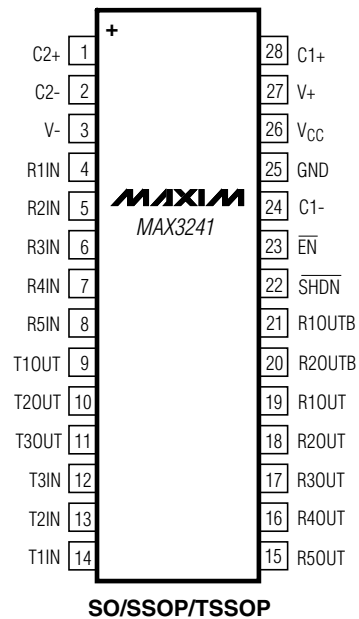 +
C2+ 1 28 C1+
C2- 2 27 V+
V- 3 26 VCC
R1IN 4 25 GND
R2IN 5 MAXIM 24 C1-
R3IN 6 MAX3241 23 EN
R4IN 7 22 SHDN
R5IN 8 21 R1OUTB
T1OUT 9 20 R2OUTB
T2OUT 10 19 R1OUT
T3OUT 11 18 R2OUT
T3IN 12 17 R3OUT
T2IN 13 16 R4OUT
T1IN 14 15 R5OUT
SO/SSOP/TSSOP